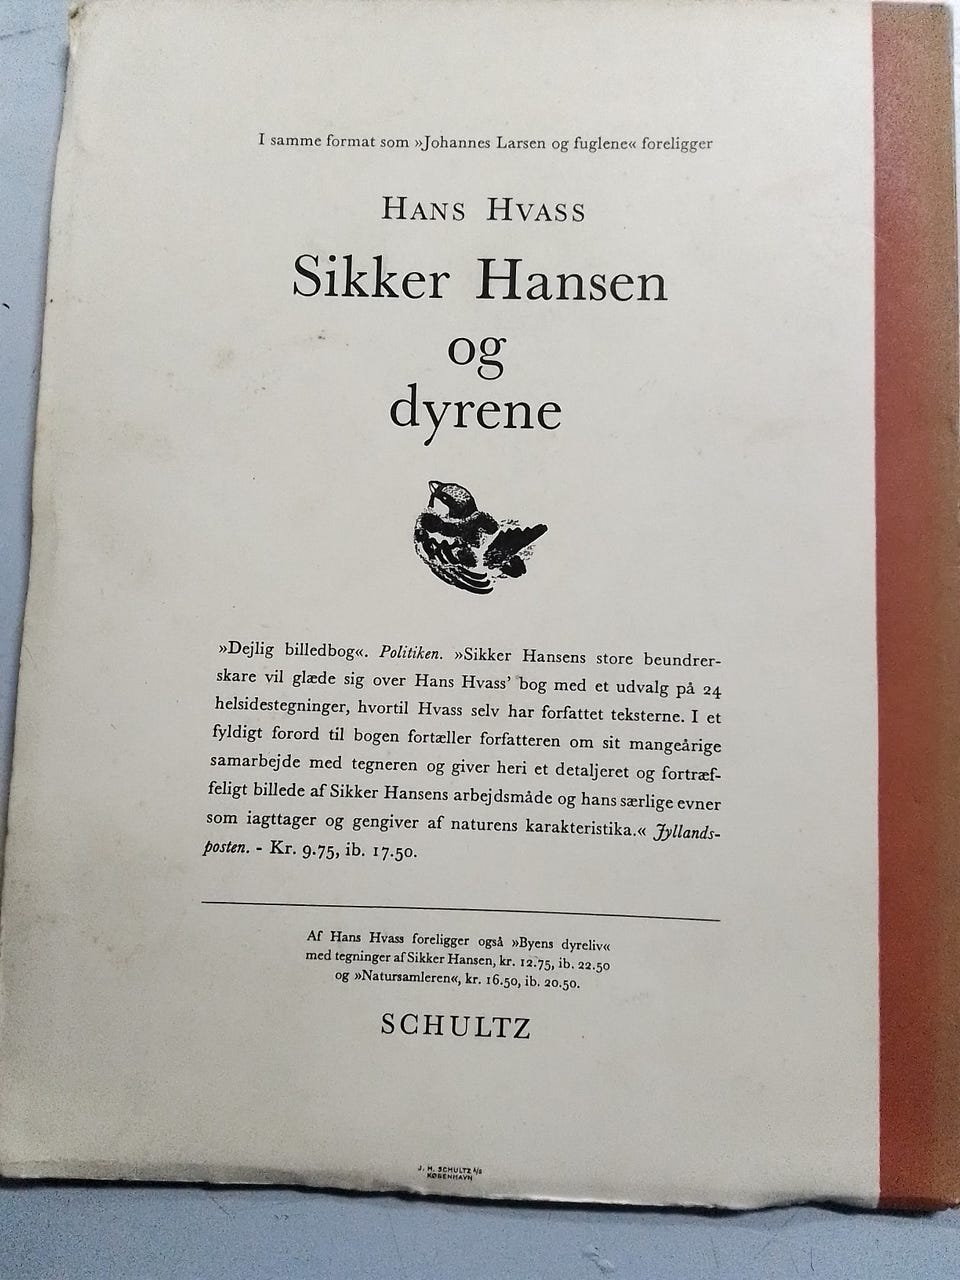 I samme format som »Johannes Larsen og fuglene« foreligger
HANS HVASS
Sikker Hansen
og
dyrene
»Dejlig billedbog«. Politiken. »Sikker Hansens store beundrer-
skare vil glæde sig over Hans Hvass' bog med et udvalg på 24
helsidestegninger, hvortil Hvass selv har forfattet teksterne. I et
fyldigt forord til bogen fortæller forfatteren om sit mangeårige
samarbejde med tegneren og giver heri et detaljeret og fortræf-
feligt billede af Sikker Hansens arbejdsmåde og hans særlige evner
som iagttager og gengiver af naturens karakteristika.« Jyllands-
posten. - Kr. 9.75, ib. 17.50.
Af Hans Hvass foreligger også »Byens dyreliv«
med tegninger af Sikker Hansen, kr. 12.75, ib. 22.50
og »Natursamleren«, kr. 16.50, ib. 20.50.
SCHULTZ
J. H. SCHULTZ A/S
KØBENHAVN